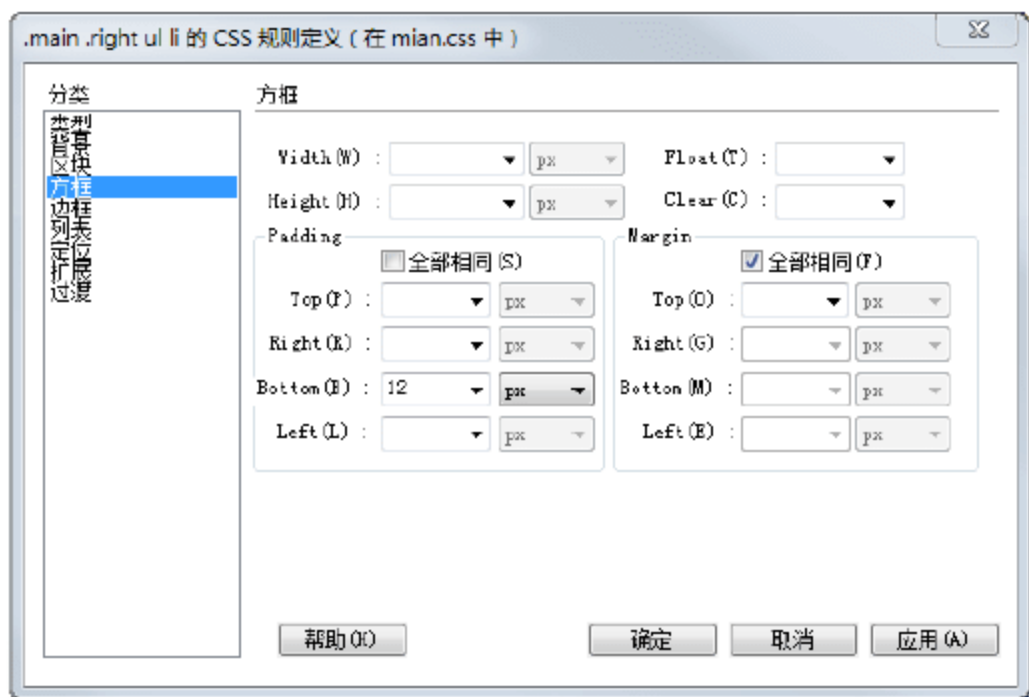 .main .right ul li 的 CSS 规则定义（在 mian.css 中）
分类
类型
背景
区块
方框
边框
列表
定位
扩展
过渡
方框
Width(W) : px Float(T) :
Height(H) : px Clear(C) :
Padding Margin
全部相同(S) 全部相同(F)
Top(P) : px Top(O) : px
Right(R) : px Right(G) : px
Bottom(B) : 12 px Bottom(M) : px
Left(L) : px Left(E) : px
帮助(H) 确定 取消 应用(A)